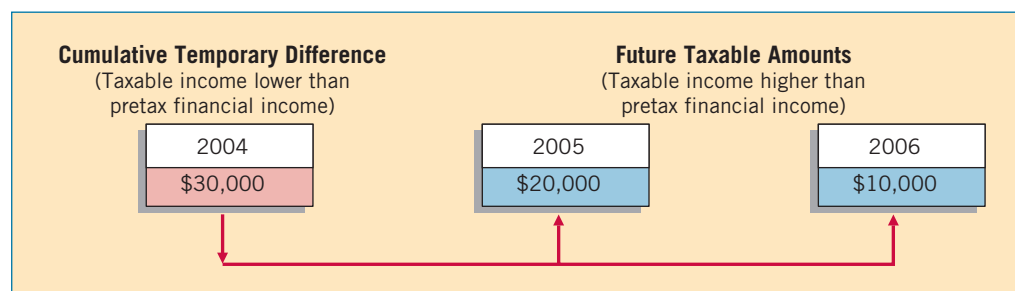 Cumulative Temporary Difference
(Taxable income lower than
pretax financial income)
2004
$30,000
Future Taxable Amounts
(Taxable income higher than
pretax financial income)
2005
$20,000
2006
$10,000